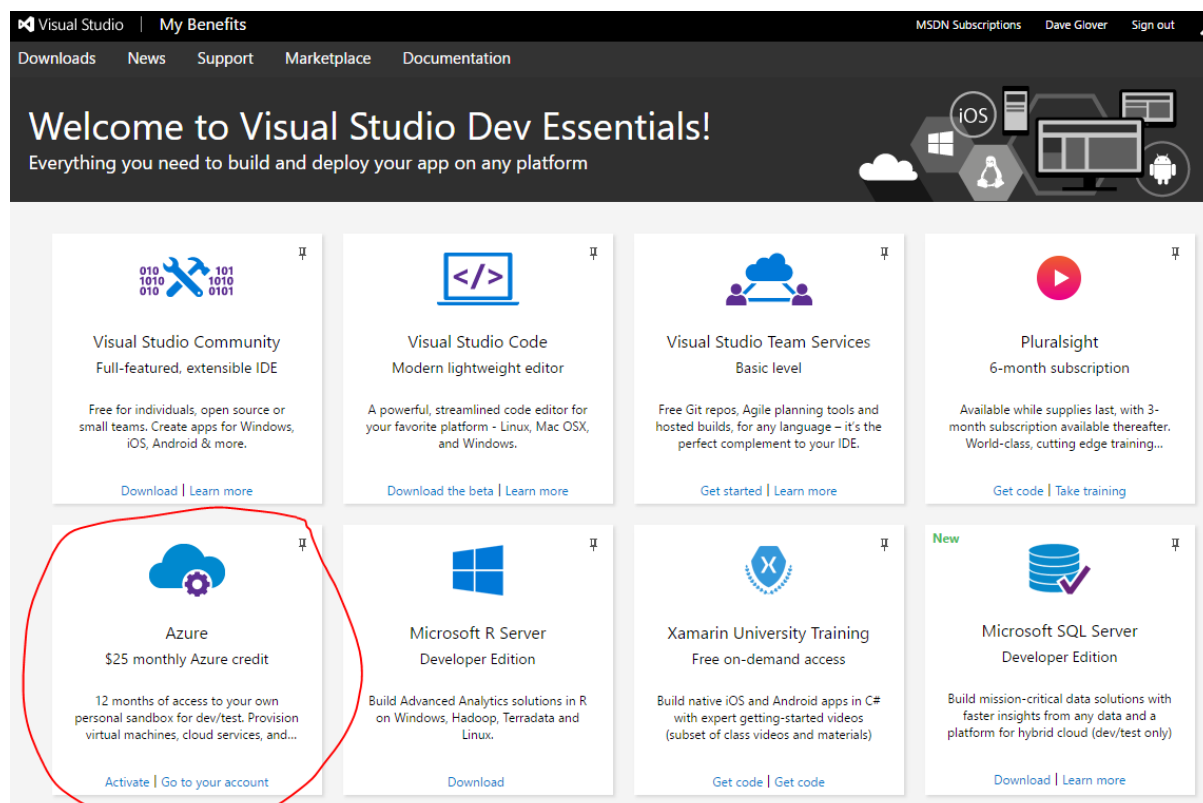 Visual Studio | My Benefits
MSDN Subscriptions Dave Glover Sign out
Downloads News Support Marketplace Documentation
Welcome to Visual Studio Dev Essentials!
Everything you need to build and deploy your app on any platform
iOS
010 101
1010 1010
010 0101
Visual Studio Community
Full-featured, extensible IDE
Free for individuals, open source or
small teams. Create apps for Windows,
iOS, Android & more.
Download | Learn more
</>
Visual Studio Code
Modern lightweight editor
A powerful, streamlined code editor for
your favorite platform - Linux, Mac OSX,
and Windows.
Download the beta | Learn more
Visual Studio Team Services
Basic level
Free Git repos, Agile planning tools and
hosted builds, for any language – it's the
perfect complement to your IDE.
Get started | Learn more
Pluralsight
6-month subscription
Available while supplies last, with 3-
month subscription available thereafter.
World-class, cutting edge training...
Get code | Take training
Azure
$25 monthly Azure credit
12 months of access to your own
personal sandbox for dev/test. Provision
virtual machines, cloud services, and...
Activate | Go to your account
Microsoft R Server
Developer Edition
Build Advanced Analytics solutions in R
on Windows, Hadoop, Terradata and
Linux.
Download
X
Xamarin University Training
Free on-demand access
Build native iOS and Android apps in C#
with expert getting-started videos
(subset of class videos and materials)
Get code | Get code
New
Microsoft SQL Server
Developer Edition
Build mission-critical data solutions with
faster insights from any data and a
platform for hybrid cloud (dev/test only)
Download | Learn more